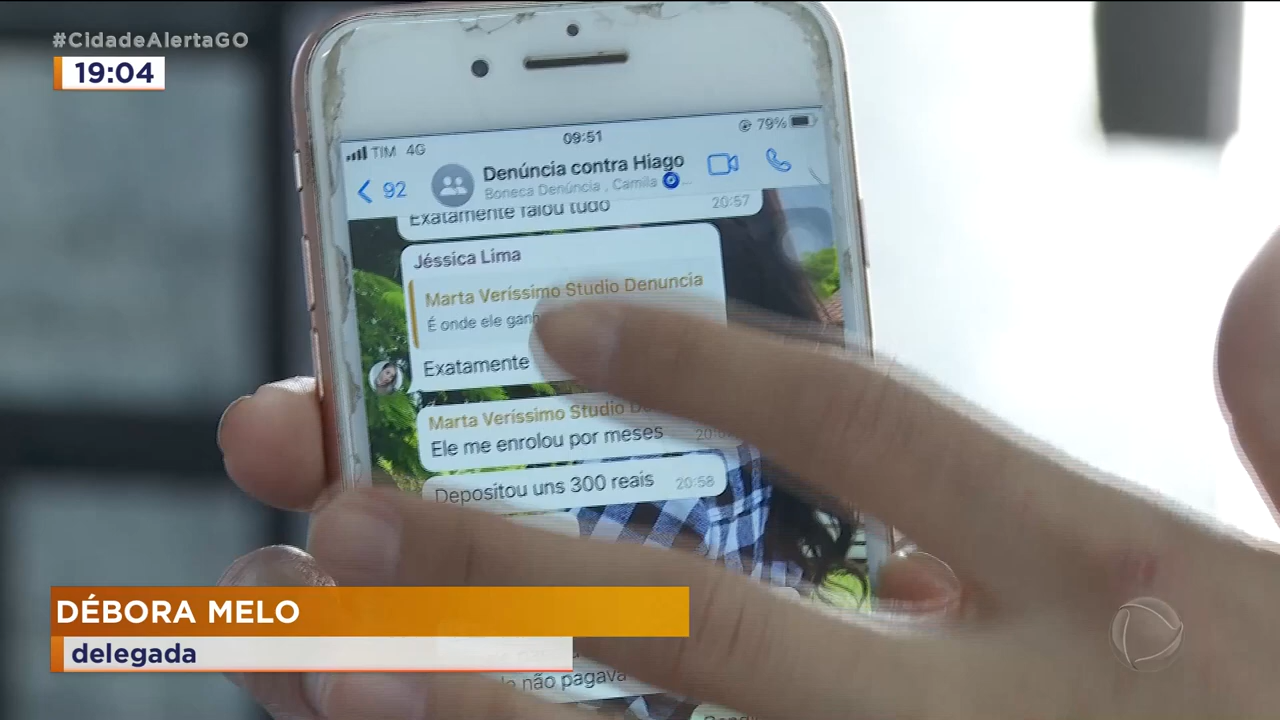 #CidadeAlertaGO
19:04
09:51
TIM 4G
79%
92
Denúncia contra Hiago
Boneca Denúncia , Camila
Exatamente falou tudo
20:57
Jéssica Lima
Marta Veríssimo Studio Denuncia
É onde ele
Exatamente
Marta Veríssimo Studio
Ele me enrolou por meses
Depositou uns 300 reais
20:58
DÉBORA MELO
delegada
não pagava